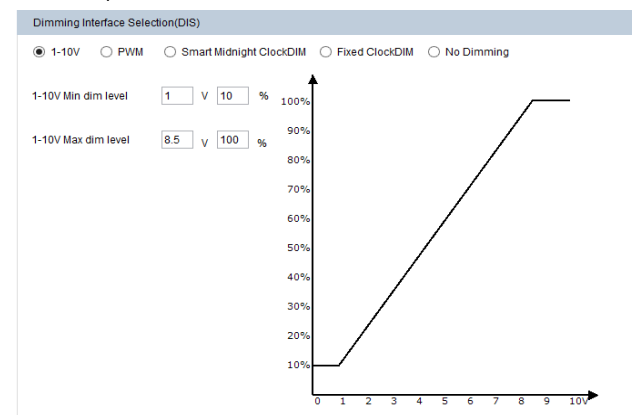 Dimming Interface Selection(DIS)
1-10V PWM Smart Midnight ClockDIM Fixed ClockDIM No Dimming
1-10V Min dim level 1 V 10 %
1-10V Max dim level 8.5 V 100 %
100%
90%
80%
70%
60%
50%
40%
30%
20%
10%
0 1 2 3 4 5 6 7 8 9 10V